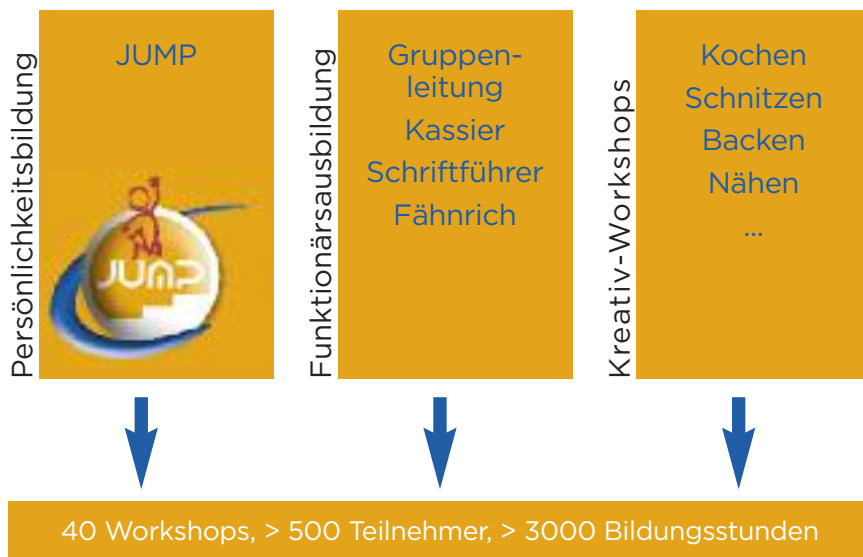 Persönlichkeitsbildung
JUMP
JUMP
Funktionärsausbildung
Gruppen-
leitung
Kassier
Schriftführer
Fähnrich
Kreativ-Workshops
Kochen
Schnitzen
Backen
Nähen
...
40 Workshops, > 500 Teilnehmer, > 3000 Bildungsstunden